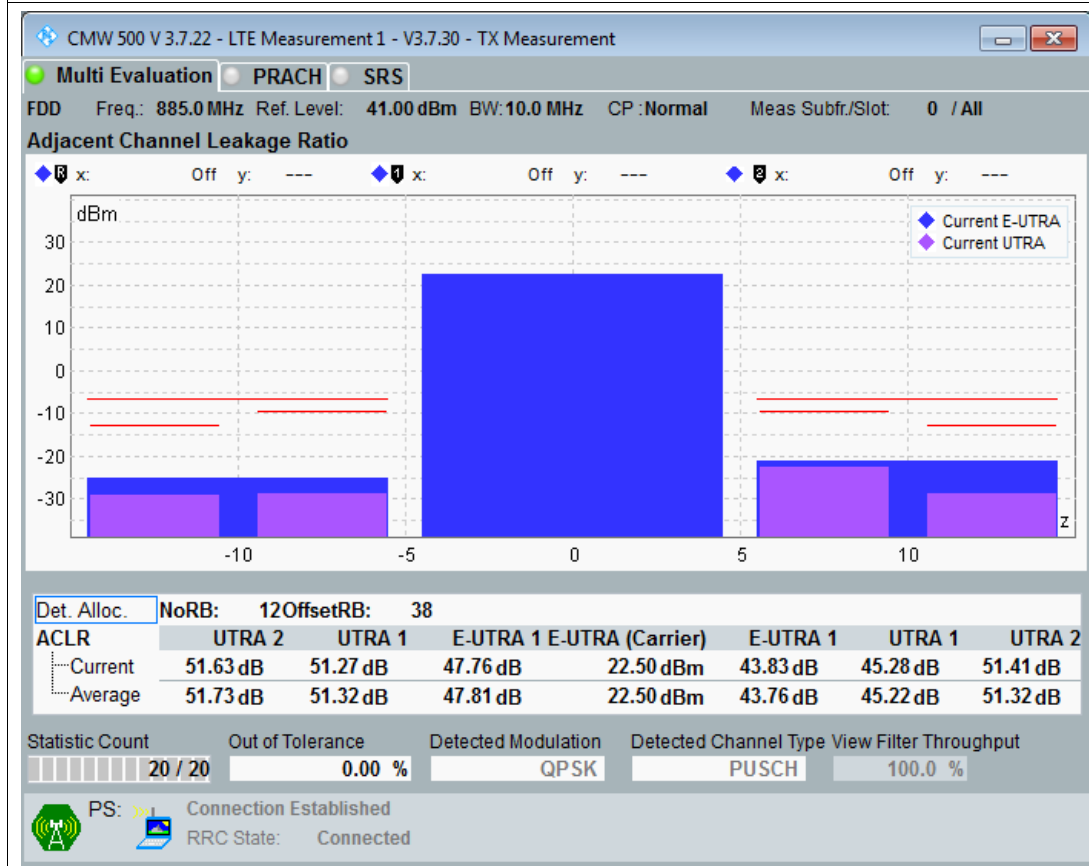 CMW 500 V 3.7.22 - LTE Measurement 1 - V3.7.30 - TX Measurement
Multi Evaluation PRACH SRS
FDD Freq.: 885.0 MHz Ref. Level: 41.00 dBm BW: 10.0 MHz CP : Normal Meas Subfr./Slot: 0 / All
Adjacent Channel Leakage Ratio
R x: Off y: --- 1 x: Off y: --- 2 x: Off y: ---
dBm
Current E-UTRA
Current UTRA
30
20
10
0
-10
-20
-30
z
-10 -5 0 5 10
Det. Alloc. NoRB: 12 OffsetRB: 38
ACLR UTRA 2 UTRA 1 E-UTRA 1 E-UTRA (Carrier) E-UTRA 1 UTRA 1 UTRA 2
Current 51.63 dB 51.27 dB 47.76 dB 22.50 dBm 43.83 dB 45.28 dB 51.41 dB
Average 51.73 dB 51.32 dB 47.81 dB 22.50 dBm 43.76 dB 45.22 dB 51.32 dB
Statistic Count Out of Tolerance Detected Modulation Detected Channel Type View Filter Throughput
20 / 20 0.00 % QPSK PUSCH 100.0 %
PS: Connection Established
RRC State: Connected